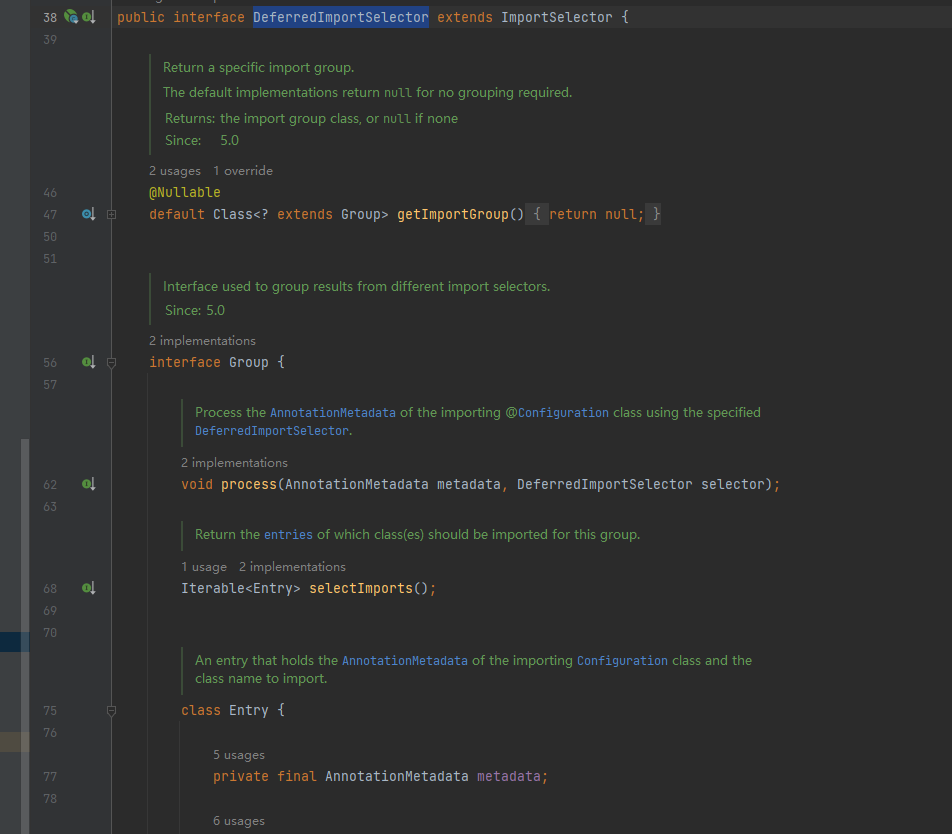 38 public interface DeferredImportSelector extends ImportSelector {
39
Return a specific import group.
The default implementations return null for no grouping required.
Returns: the import group class, or null if none
Since: 5.0
2 usages 1 override
46 @Nullable
47 default Class<? extends Group> getImportGroup() { return null; }
50
51
Interface used to group results from different import selectors.
Since: 5.0
2 implementations
56 interface Group {
57
Process the AnnotationMetadata of the importing @Configuration class using the specified
DeferredImportSelector.
2 implementations
62 void process(AnnotationMetadata metadata, DeferredImportSelector selector);
63
Return the entries of which class(es) should be imported for this group.
1 usage 2 implementations
68 Iterable<Entry> selectImports();
69
70
An entry that holds the AnnotationMetadata of the importing Configuration class and the
class name to import.
75 class Entry {
76
5 usages
77 private final AnnotationMetadata metadata;
78
6 usages